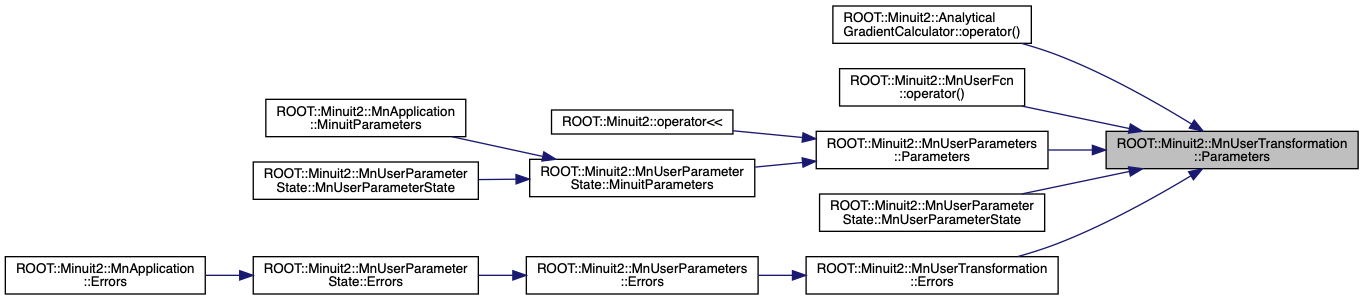 ROOT::Minuit2::Analytical
GradientCalculator::operator()
ROOT::Minuit2::MnUserFcn
::operator()
ROOT::Minuit2::MnApplication
::MinuitParameters
ROOT::Minuit2::operator<<
ROOT::Minuit2::MnUserParameters
::Parameters
ROOT::Minuit2::MnUserTransformation
::Parameters
ROOT::Minuit2::MnUserParameter
State::MnUserParameterState
ROOT::Minuit2::MnUserParameter
State::MinuitParameters
ROOT::Minuit2::MnUserParameter
State::MnUserParameterState
ROOT::Minuit2::MnApplication
::Errors
ROOT::Minuit2::MnUserParameter
State::Errors
ROOT::Minuit2::MnUserParameters
::Errors
ROOT::Minuit2::MnUserTransformation
::Errors